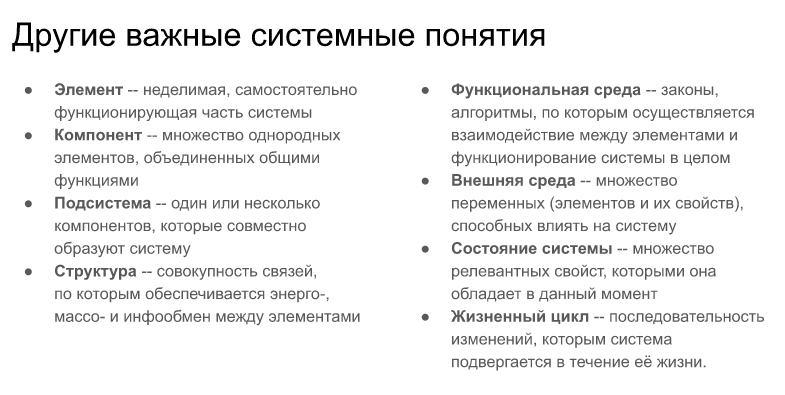 Другие важные системные понятия
● Элемент -- неделимая, самостоятельно
функционирующая часть системы
● Компонент -- множество однородных
элементов, объединенных общими
функциями
● Подсистема -- один или несколько
компонентов, которые совместно
образуют систему
● Структура -- совокупность связей,
по которым обеспечивается энерго-,
массо- и инфообмен между элементами
● Функциональная среда -- законы,
алгоритмы, по которым осуществляется
взаимодействие между элементами и
функционирование системы в целом
● Внешняя среда -- множество
переменных (элементов и их свойств),
способных влиять на систему
● Состояние системы -- множество
релевантных свойст, которыми она
обладает в данный момент
● Жизненный цикл -- последовательность
изменений, которым система
подвергается в течение её жизни.